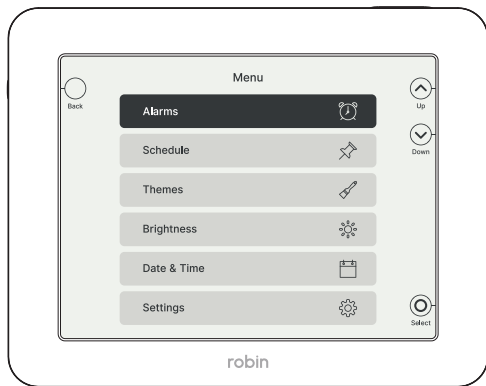 Menu
Back
Up
Alarms
Down
Schedule
Themes
Brightness
Date & Time
Settings
Select
robin